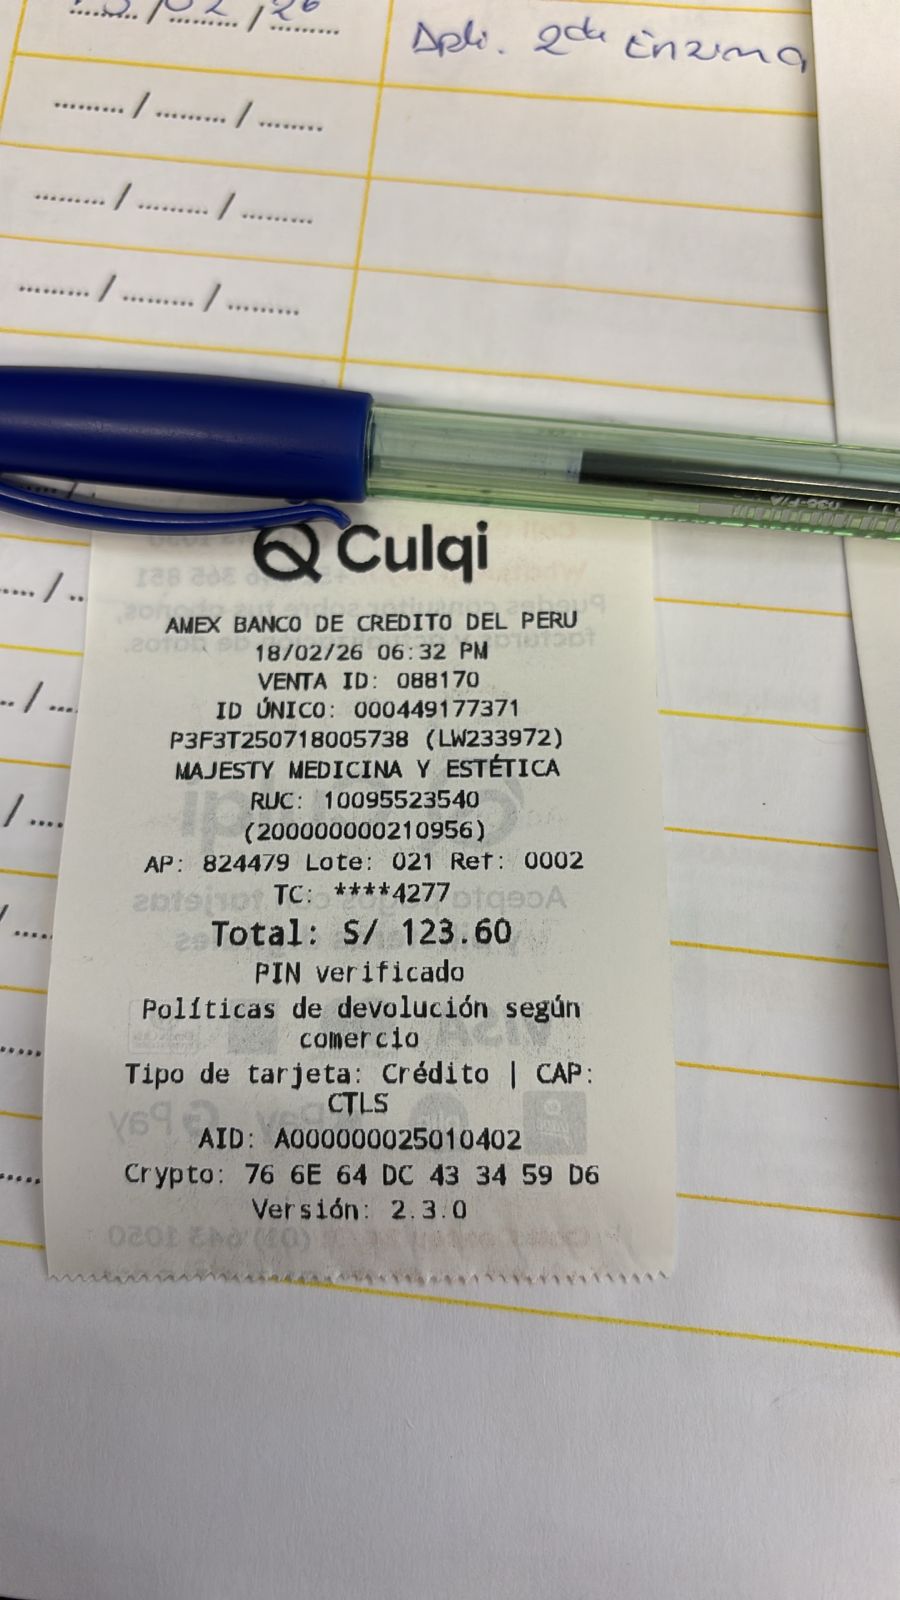 /02/26
2da Enzima
Culqi
AMEX BANCO DE CREDITO DEL PERU
18/02/26 06:32 PM
VENTA ID: 088170
ID ÚNICO: 000449177371
P3F3T250718005738 (LW233972)
MAJESTY MEDICINA Y ESTÉTICA
RUC: 10095523540
(200000000210956)
AP: 824479 Lote: 021 Ref: 0002
TC: ****4277
Total: S/ 123.60
PIN verificado
Políticas de devolución según
comercio
Tipo de tarjeta: Crédito | CAP:
CTLS
AID: A000000025010402
Crypto: 76 6E 64 DC 43 34 59 D6
Versión: 2.3.0